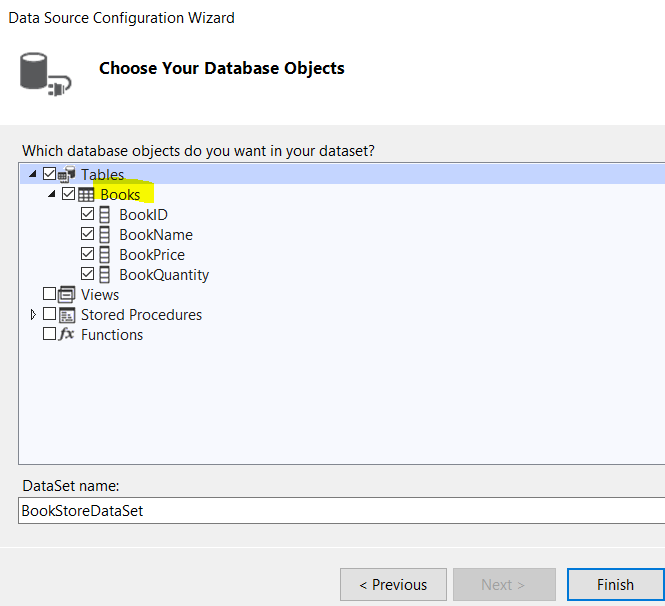 Data Source Configuration Wizard
Choose Your Database Objects
Which database objects do you want in your dataset?
Tables
Books
BookID
BookName
BookPrice
BookQuantity
Views
Stored Procedures
fx Functions
DataSet name:
BookStoreDataSet
< Previous Next > Finish